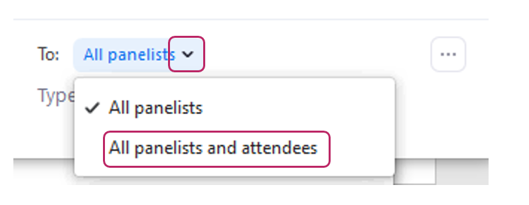 To: All panelists
Type
All panelists
All panelists and attendees